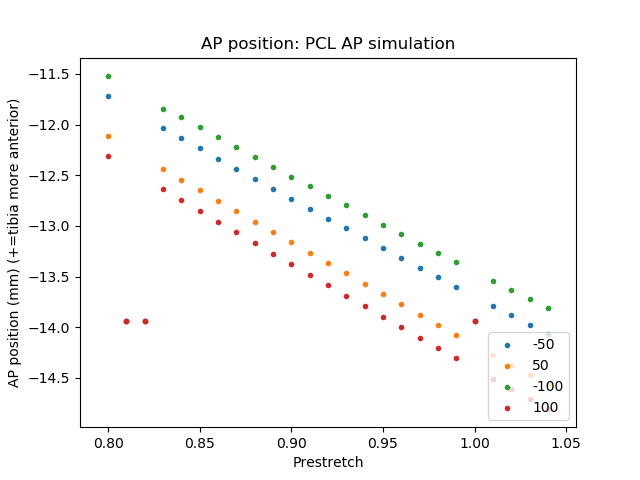 AP position: PCL AP simulation
AP position (mm) (+=tibia more anterior)
−11.5
−12.0
−12.5
−13.0
−13.5
−14.0
−14.5
-50
50
-100
100
0.80 0.85 0.90 0.95 1.00 1.05
Prestretch